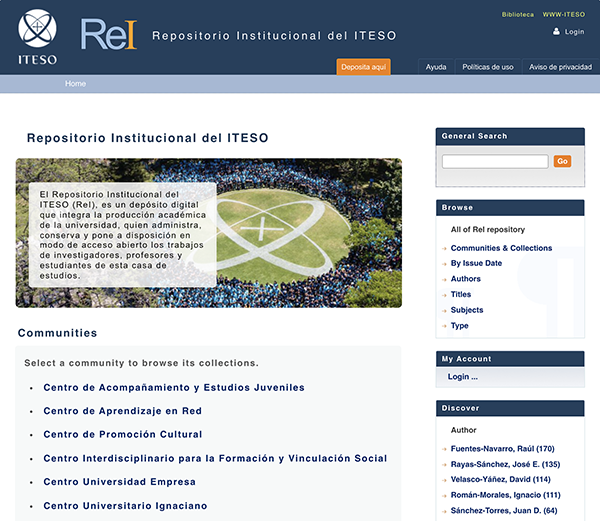 Biblioteca WWW-ITESO
Login
ITESO
ReI Repositorio Institucional del ITESO
Deposita aquí Ayuda Políticas de uso Aviso de privacidad
Home
Repositorio Institucional del ITESO
El Repositorio Institucional del
ITESO (ReI), es un depósito digital
que integra la producción académica
de la universidad, quien administra,
conserva y pone a disposición en
modo de acceso abierto los trabajos
de investigadores, profesores y
estudiantes de esta casa de
estudios.
Communities
Select a community to browse its collections.
Centro de Acompañamiento y Estudios Juveniles
Centro de Aprendizaje en Red
Centro de Promoción Cultural
Centro Interdisciplinario para la Formación y Vinculación Social
Centro Universidad Empresa
Centro Universitario Ignaciano
General Search
Go
Browse
All of ReI repository
Communities & Collections
By Issue Date
Authors
Titles
Subjects
Type
My Account
Login ...
Discover
Author
Fuentes-Navarro, Raúl (170)
Rayas-Sánchez, José E. (135)
Velasco-Yáñez, David (114)
Román-Morales, Ignacio (111)
Sánchez-Torres, Juan D. (64)